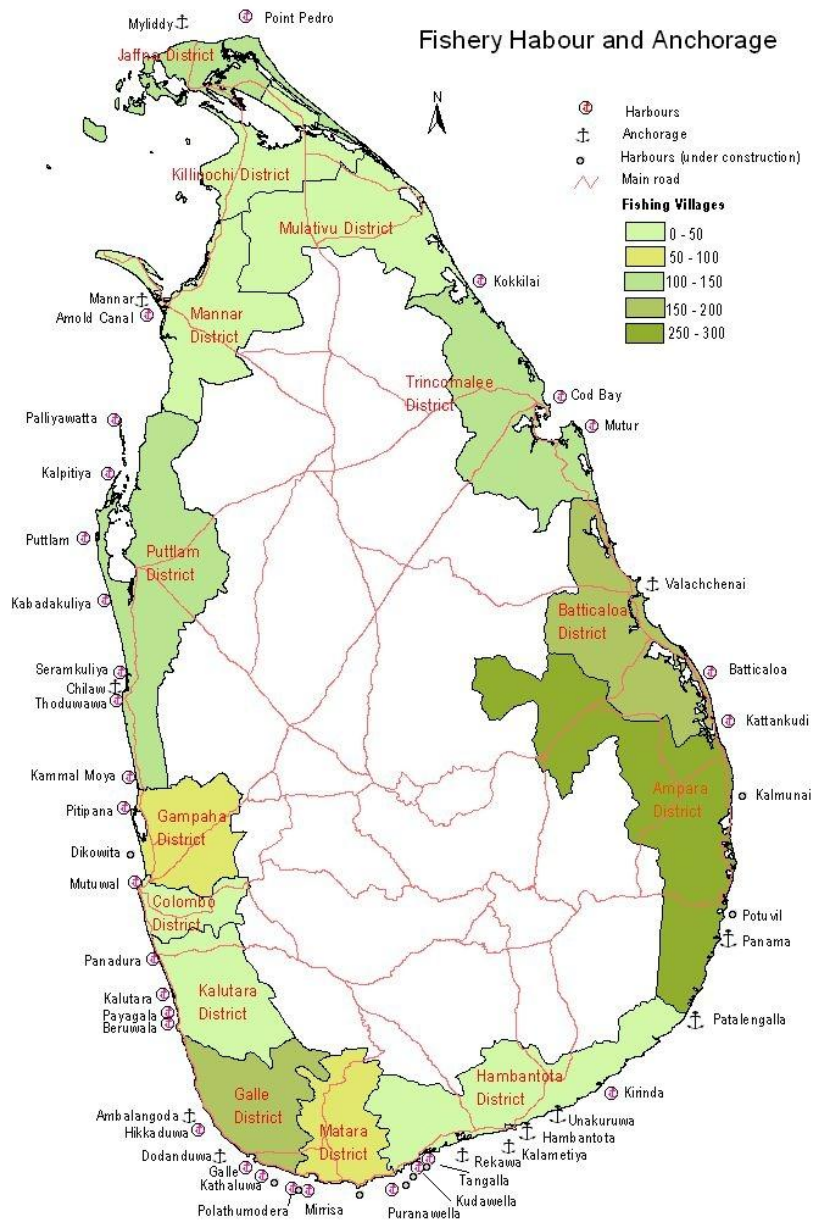 Fishery Habour and Anchorage
N
Harbours
Anchorage
Harbours (under construction)
Main road
Fishing Villages
0 - 50
50 - 100
100 - 150
150 - 200
250 - 300
Myliddy
Point Pedro
Jaffna District
Killinochi District
Mulativu District
Kokkilai
Mannar
Arnold Canal
Mannar
District
Trincomalee
District
Cod Bay
Mutur
Palliyawatta
Kalpitiya
Puttlam
Puttlam
District
Kabadakuliya
Valachchenai
Batticaloa
District
Seramkuliya
Chilaw
Thoduwawa
Batticaloa
Kattankudi
Kammal Moya
Pitipana
Gampaha
District
Ampara
District
Kalmunai
Dikowita
Mutuwal
Colombo
District
Potuvil
Panama
Panadura
Kalutara
Payagala
Beruwala
Kalutara
District
Patalengalla
Hambantota
District
Kirinda
Galle
District
Matara
District
Ambalangoda
Hikkaduwa
Dodanduwa
Galle
Kathaluwa
Polathumodera
Mirrisa
Unakuruwa
Hambantota
Kalametiya
Rekawa
Tangalla
Kudawella
Puranawella